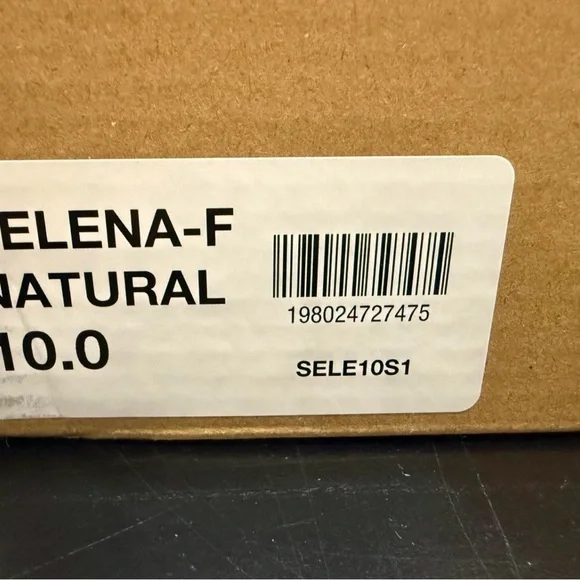 ELENA-F
NATURAL
10.0
198024727475
SELE10S1